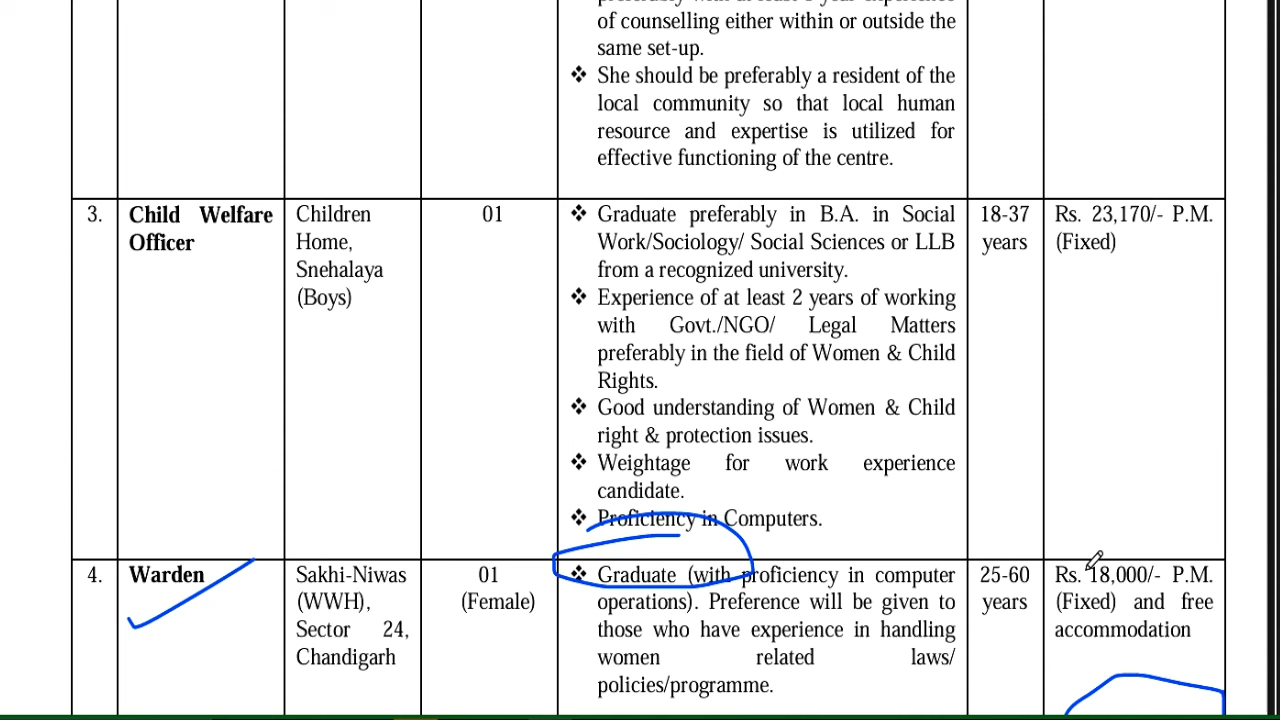 of counselling either within or outside the
same set-up.
❖ She should be preferably a resident of the
local community so that local human
resource and expertise is utilized for
effective functioning of the centre.
3.
Child Welfare
Officer
Children
Home,
Snehalaya
(Boys)
01
❖ Graduate preferably in B.A. in Social
Work/Sociology/ Social Sciences or LLB
from a recognized university.
❖ Experience of at least 2 years of working
with Govt./NGO/ Legal Matters
preferably in the field of Women & Child
Rights.
❖ Good understanding of Women & Child
right & protection issues.
❖ Weightage for work experience
candidate.
❖ Proficiency in Computers.
18-37
years
Rs. 23,170/- P.M.
(Fixed)
4.
Warden
Sakhi-Niwas
(WWH),
Sector 24,
Chandigarh
01
(Female)
❖ Graduate (with proficiency in computer
operations). Preference will be given to
those who have experience in handling
women related laws/
policies/programme.
25-60
years
Rs. 18,000/- P.M.
(Fixed) and free
accommodation